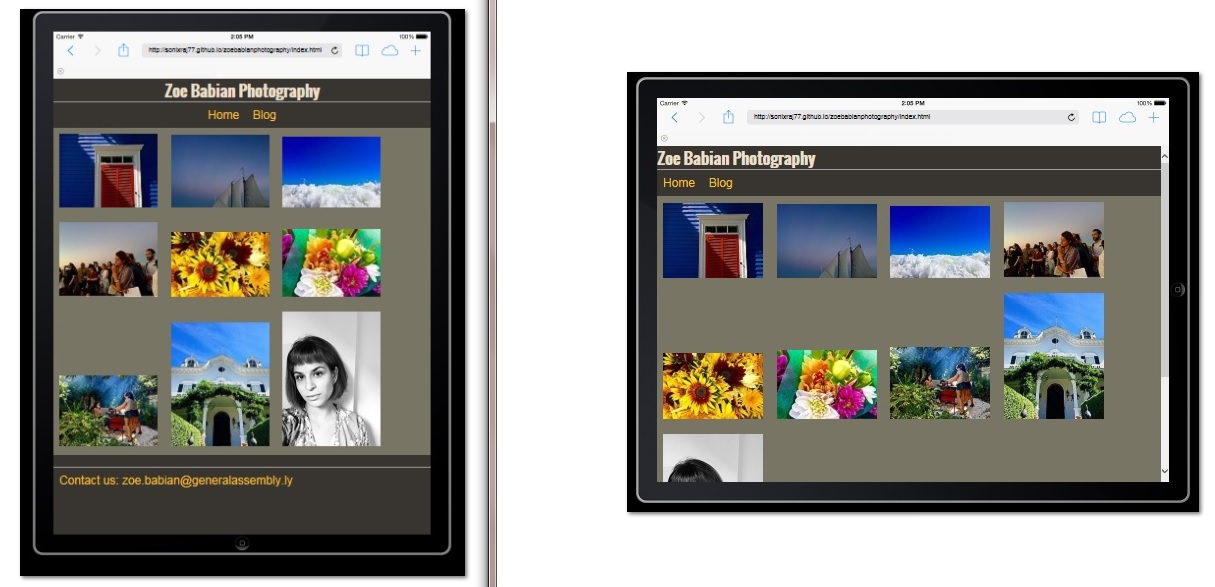 Carrier 2:05 PM 100%
http://sonixraj77.github.io/zoebabianphotography/index.html
Zoe Babian Photography
Home Blog
Contact us: zoe.babian@generalassembly.ly
Carrier 2:05 PM 100%
http://sonixraj77.github.io/zoebabianphotography/index.html
Zoe Babian Photography
Home Blog